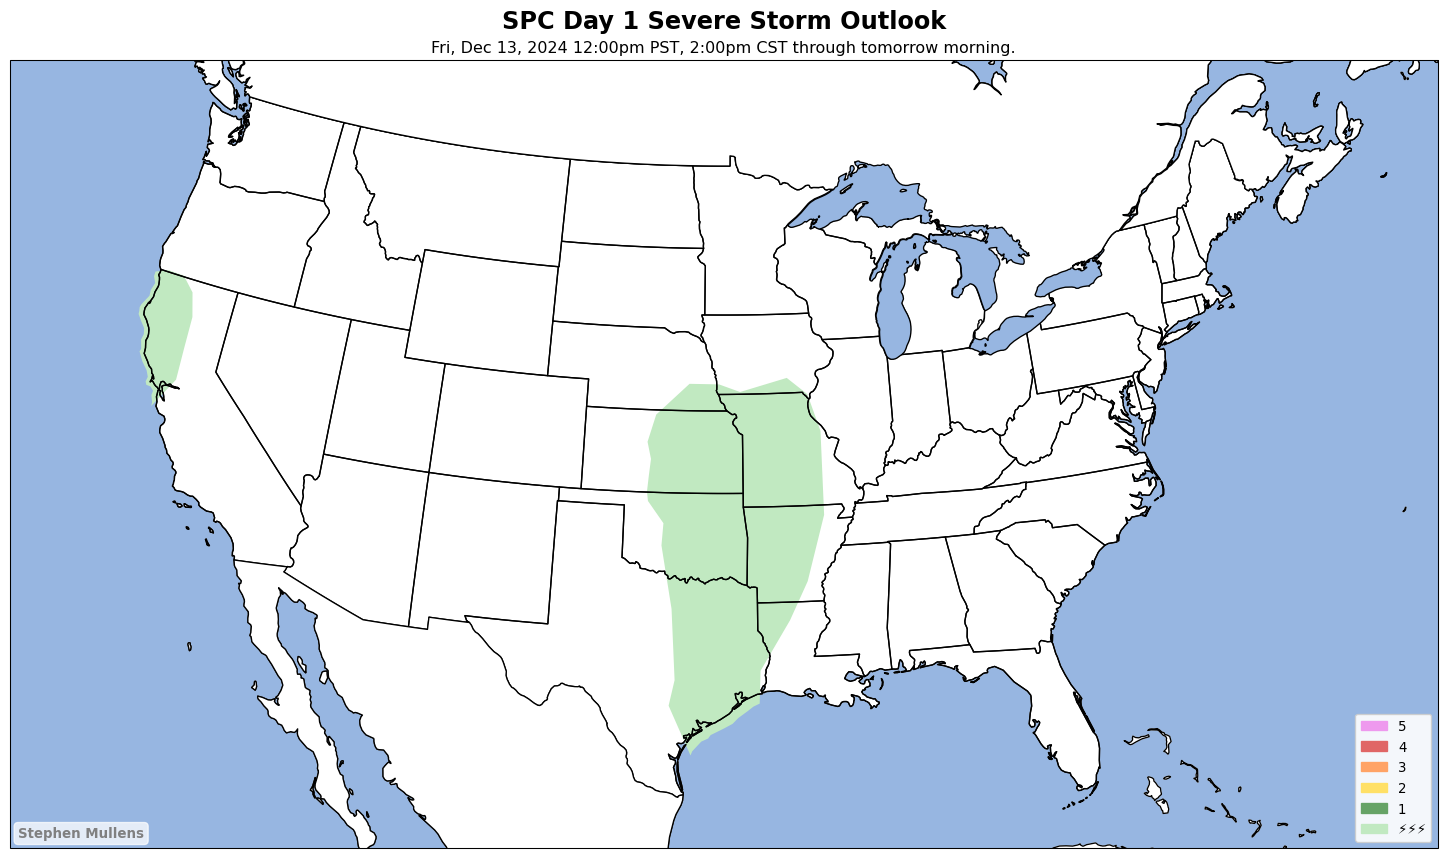 SPC Day 1 Severe Storm Outlook
Fri, Dec 13, 2024 12:00pm PST, 2:00pm CST through tomorrow morning.
5
4
3
2
1
⚡⚡⚡
Stephen Mullens